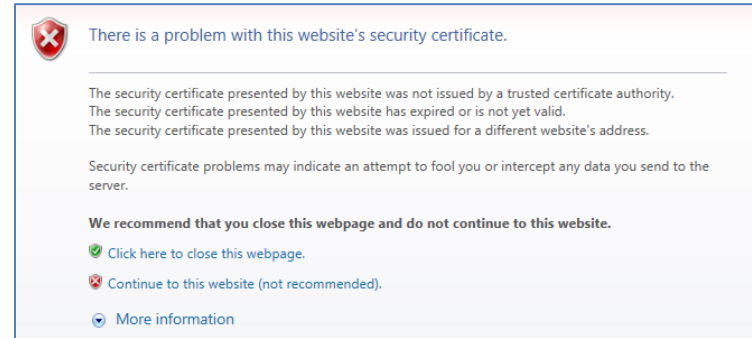 There is a problem with this website's security certificate.
The security certificate presented by this website was not issued by a trusted certificate authority.
The security certificate presented by this website has expired or is not yet valid.
The security certificate presented by this website was issued for a different website's address.
Security certificate problems may indicate an attempt to fool you or intercept any data you send to the
server.
We recommend that you close this webpage and do not continue to this website.
Click here to close this webpage.
Continue to this website (not recommended).
More information